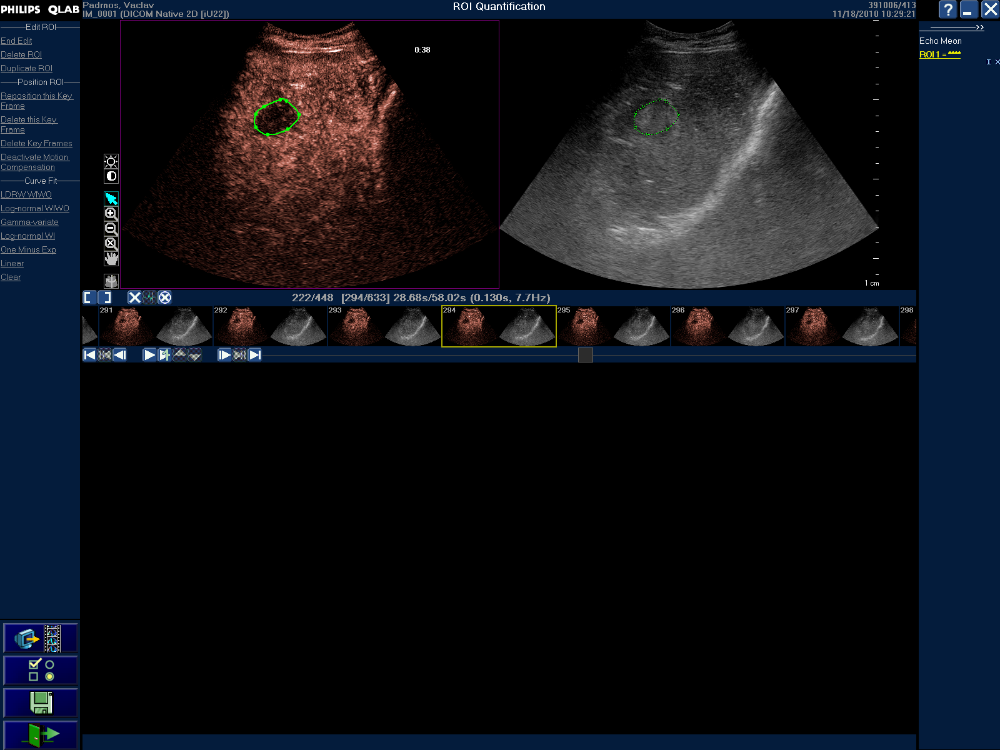 PHILIPS QLAB
Padrnos, Vaclav
IM_0001 (DICOM Native 2D [iU22])
ROI Quantification
391006/413
11/18/2010 10:29:21
Edit ROI
End Edit
Delete ROI
Duplicate ROI
Position ROI
Reposition this Key
Frame
Delete this Key
Frame
Delete Key Frames
Deactivate Motion
Compensation
Curve Fit
LDRW WIWO
Log-normal WIWO
Gamma-variate
Log-normal WI
One Minus Exp
Linear
Clear
0:38
1 cm
>>
Echo Mean
ROI 1 = ****
I X
222/448 [294/633] 28.68s/58.02s (0.130s, 7.7Hz)
291 292 293 294 295 296 297 298